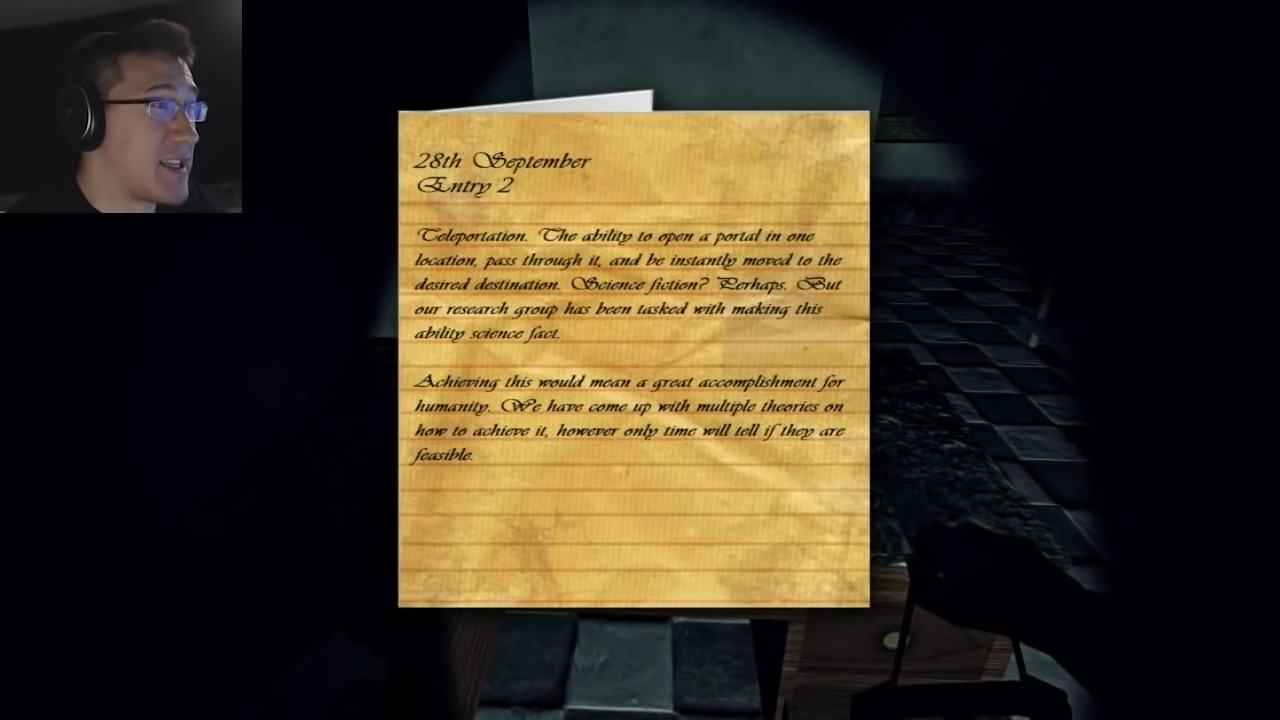 28th September
Entry 2
Teleportation. The ability to open a portal in one
location, pass through it, and be instantly moved to the
desired destination. Science fiction? Perhaps. But
our research group has been tasked with making this
ability science fact.
Achieving this would mean a great accomplishment for
humanity. We have come up with multiple theories on
how to achieve it, however only time will tell if they are
feasible.